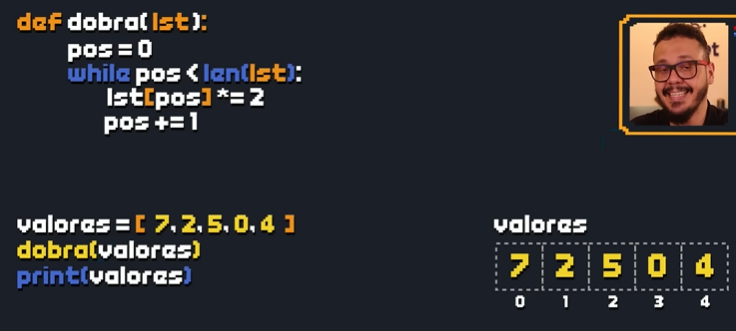 def dobra( lst ):
pos = 0
while pos < len(lst):
lst[pos] *= 2
pos += 1
valores = [ 7, 2, 5, 0, 4 ]
dobra(valores)
print(valores)
valores
7 2 5 0 4
0 1 2 3 4